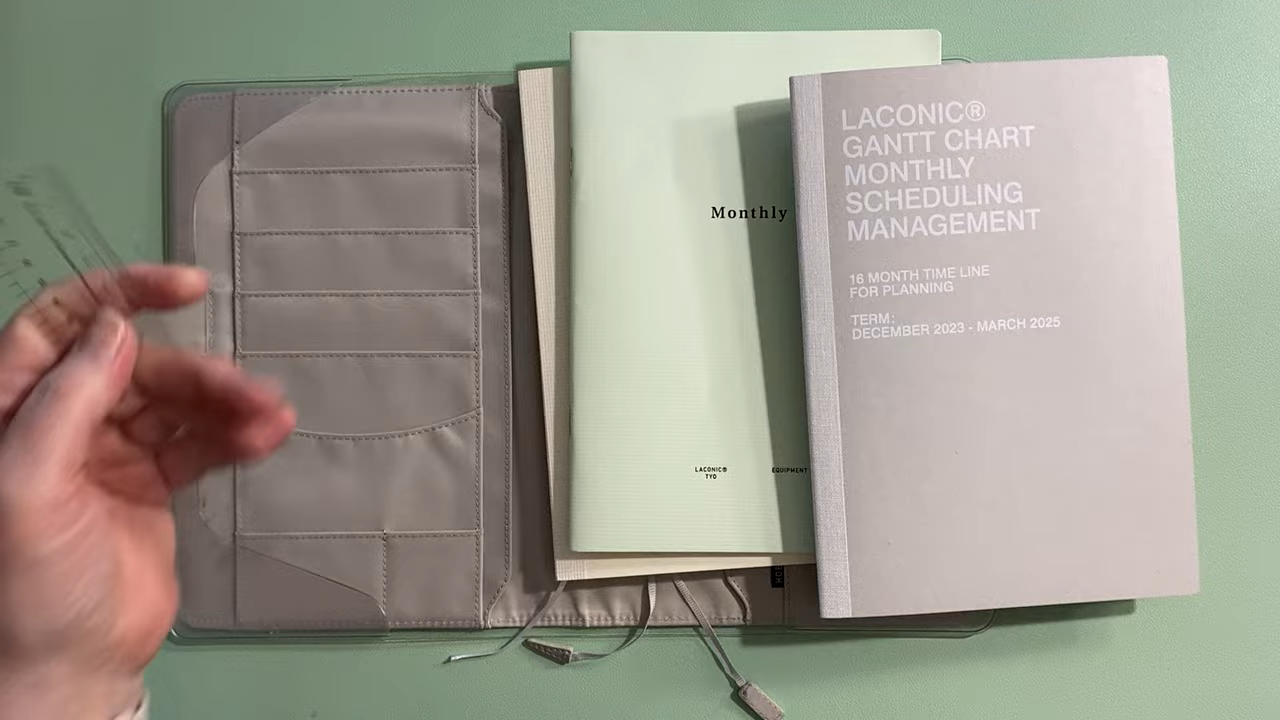 Monthly
LACONIC®
TYO
EQUIPMENT
LACONIC®
GANTT CHART
MONTHLY
SCHEDULING
MANAGEMENT
16 MONTH TIME LINE
FOR PLANNING
TERM:
DECEMBER 2023 - MARCH 2025